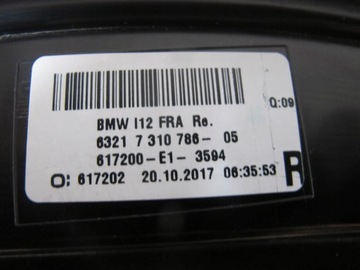 BMW I12 FRA Re.
Q:09
6321 7 310 786- 05
617200-E1- 3594
O: 617202 20.10.2017 06:35:53 R